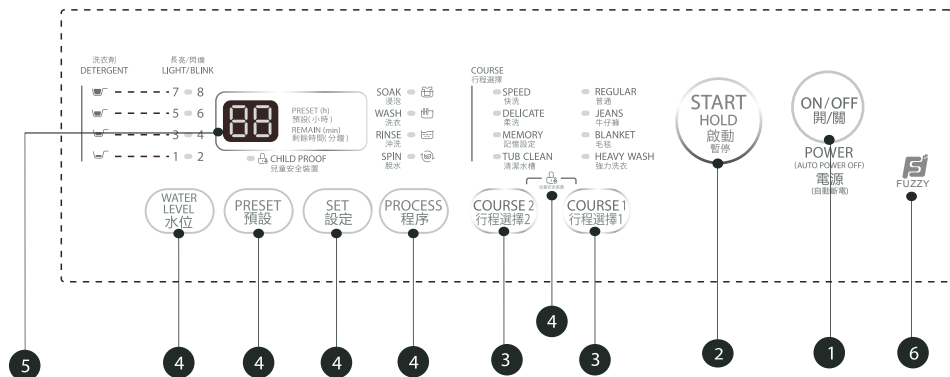 洗衣劑
DETERGENT
長亮/閃爍
LIGHT/BLINK
7 8
5 6
3 4
1 2
88
PRESET (h)
預設(小時)
REMAIN (min)
剩餘時間(分鐘)
CHILD PROOF
兒童安全裝置
SOAK
浸泡
WASH
洗衣
RINSE
沖洗
SPIN
脫水
COURSE
行程選擇
SPEED
快洗
DELICATE
柔洗
MEMORY
記憶設定
TUB CLEAN
清潔水槽
REGULAR
普通
JEANS
牛仔褲
BLANKET
毛毯
HEAVY WASH
強力洗衣
兒童安全裝置
START
HOLD
啟動
暫停
ON/OFF
開/關
POWER
(AUTO POWER OFF)
電源
(自動斷電)
FUZZY
WATER
LEVEL
水位
PRESET
預設
SET
設定
PROCESS
程序
COURSE 2
行程選擇2
COURSE 1
行程選擇1
5 4 4 4 4 3 4 3 2 1 6